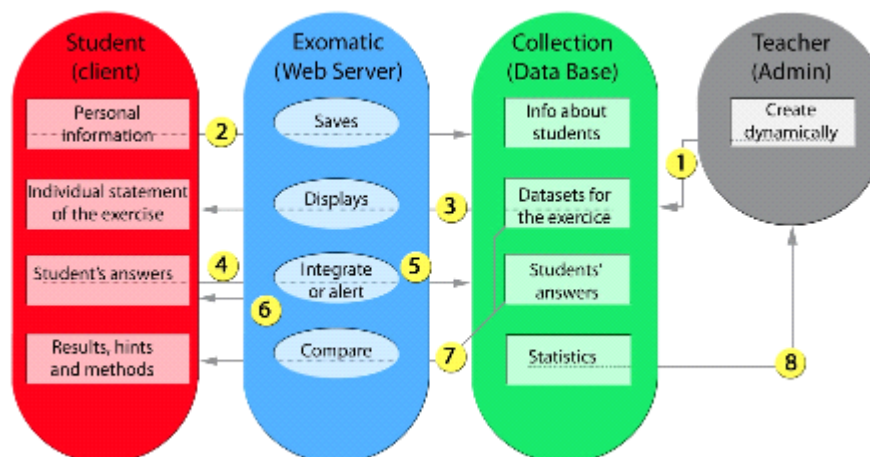 Student
(client)
Exomatic
(Web Server)
Collection
(Data Base)
Teacher
(Admin)
Personal
information
2
Saves
Info about
students
Create
dynamically
1
Individual statement
of the exercise
Displays
3
Datasets for
the exercice
Student's answers
4
Integrate
or alert
5
Students'
answers
6
Results, hints
and methods
Compare
7
Statistics
8